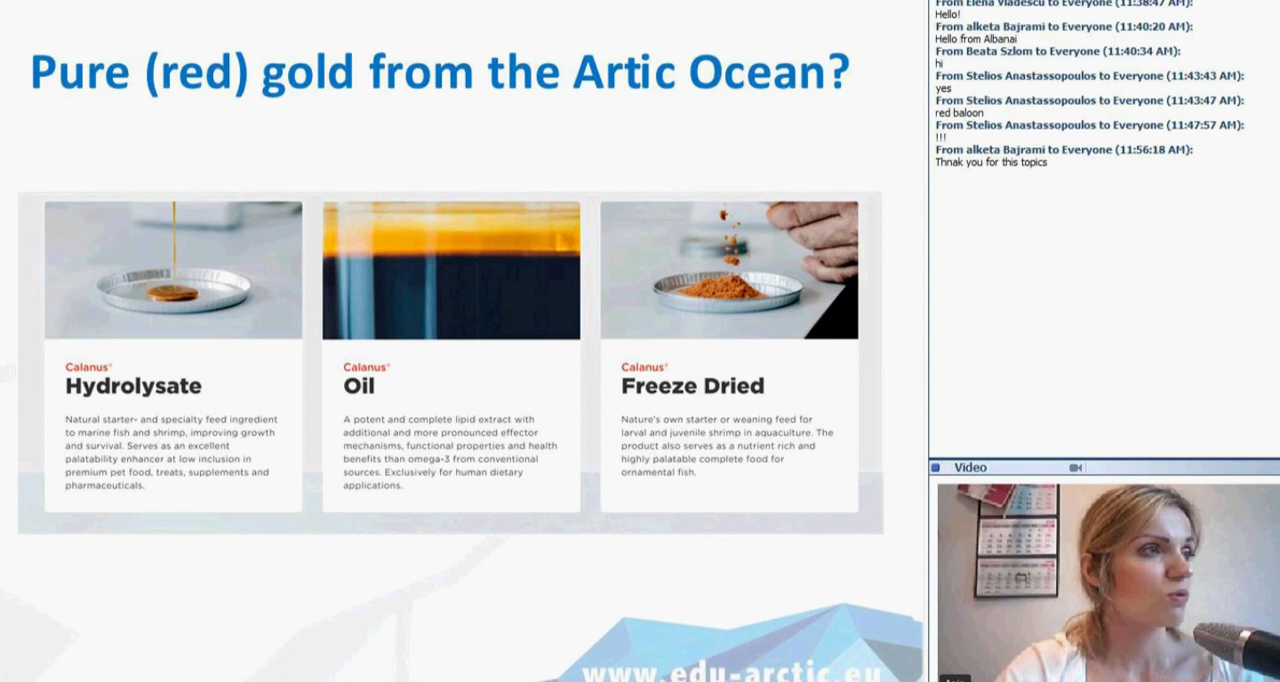 Pure (red) gold from the Artic Ocean?
Calanus®
Hydrolysate
Natural starter- and specialty feed ingredient
to marine fish and shrimp, improving growth
and survival. Serves as an excellent
palatability enhancer at low inclusion in
premium pet food, treats, supplements and
pharmaceuticals.
Calanus®
Oil
A potent and complete lipid extract with
additional and more pronounced effector
mechanisms, functional properties and health
benefits than omega-3 from conventional
sources. Exclusively for human dietary
applications.
Calanus®
Freeze Dried
Nature's own starter or weaning feed for
larval and juvenile shrimp in aquaculture. The
product also serves as a nutrient rich and
highly palatable complete food for
ornamental fish.
www.edu-arctic.eu
From Elena Vladescu to Everyone (11:38:47 AM):
Hello!
From alketa Bajrami to Everyone (11:40:20 AM):
Hello from Albanai
From Beata Szlom to Everyone (11:40:34 AM):
hi
From Stelios Anastassopoulos to Everyone (11:43:43 AM):
yes
From Stelios Anastassopoulos to Everyone (11:43:47 AM):
red baloon
From Stelios Anastassopoulos to Everyone (11:47:57 AM):
!!!
From alketa Bajrami to Everyone (11:56:18 AM):
Thnak you for this topics
Video